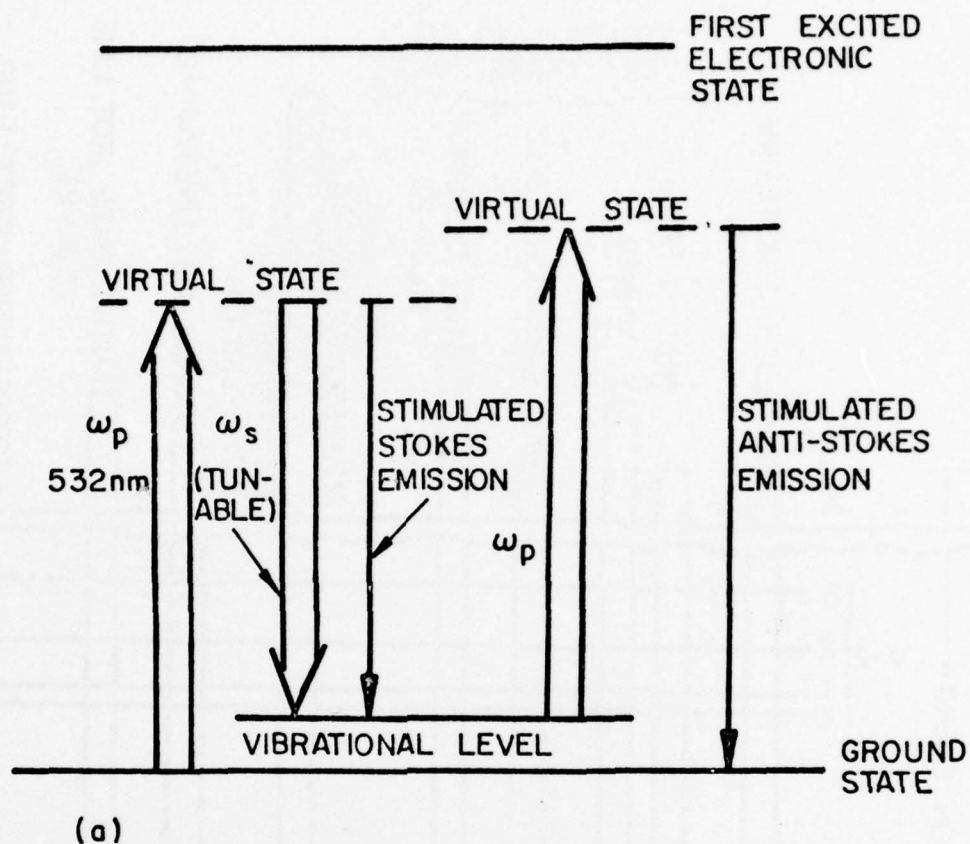 FIRST EXCITED
ELECTRONIC
STATE
VIRTUAL STATE
VIRTUAL STATE
ωp
532nm
ωs
(TUN-
ABLE)
STIMULATED
STOKES
EMISSION
ωp
STIMULATED
ANTI-STOKES
EMISSION
VIBRATIONAL LEVEL
GROUND
STATE
(a)